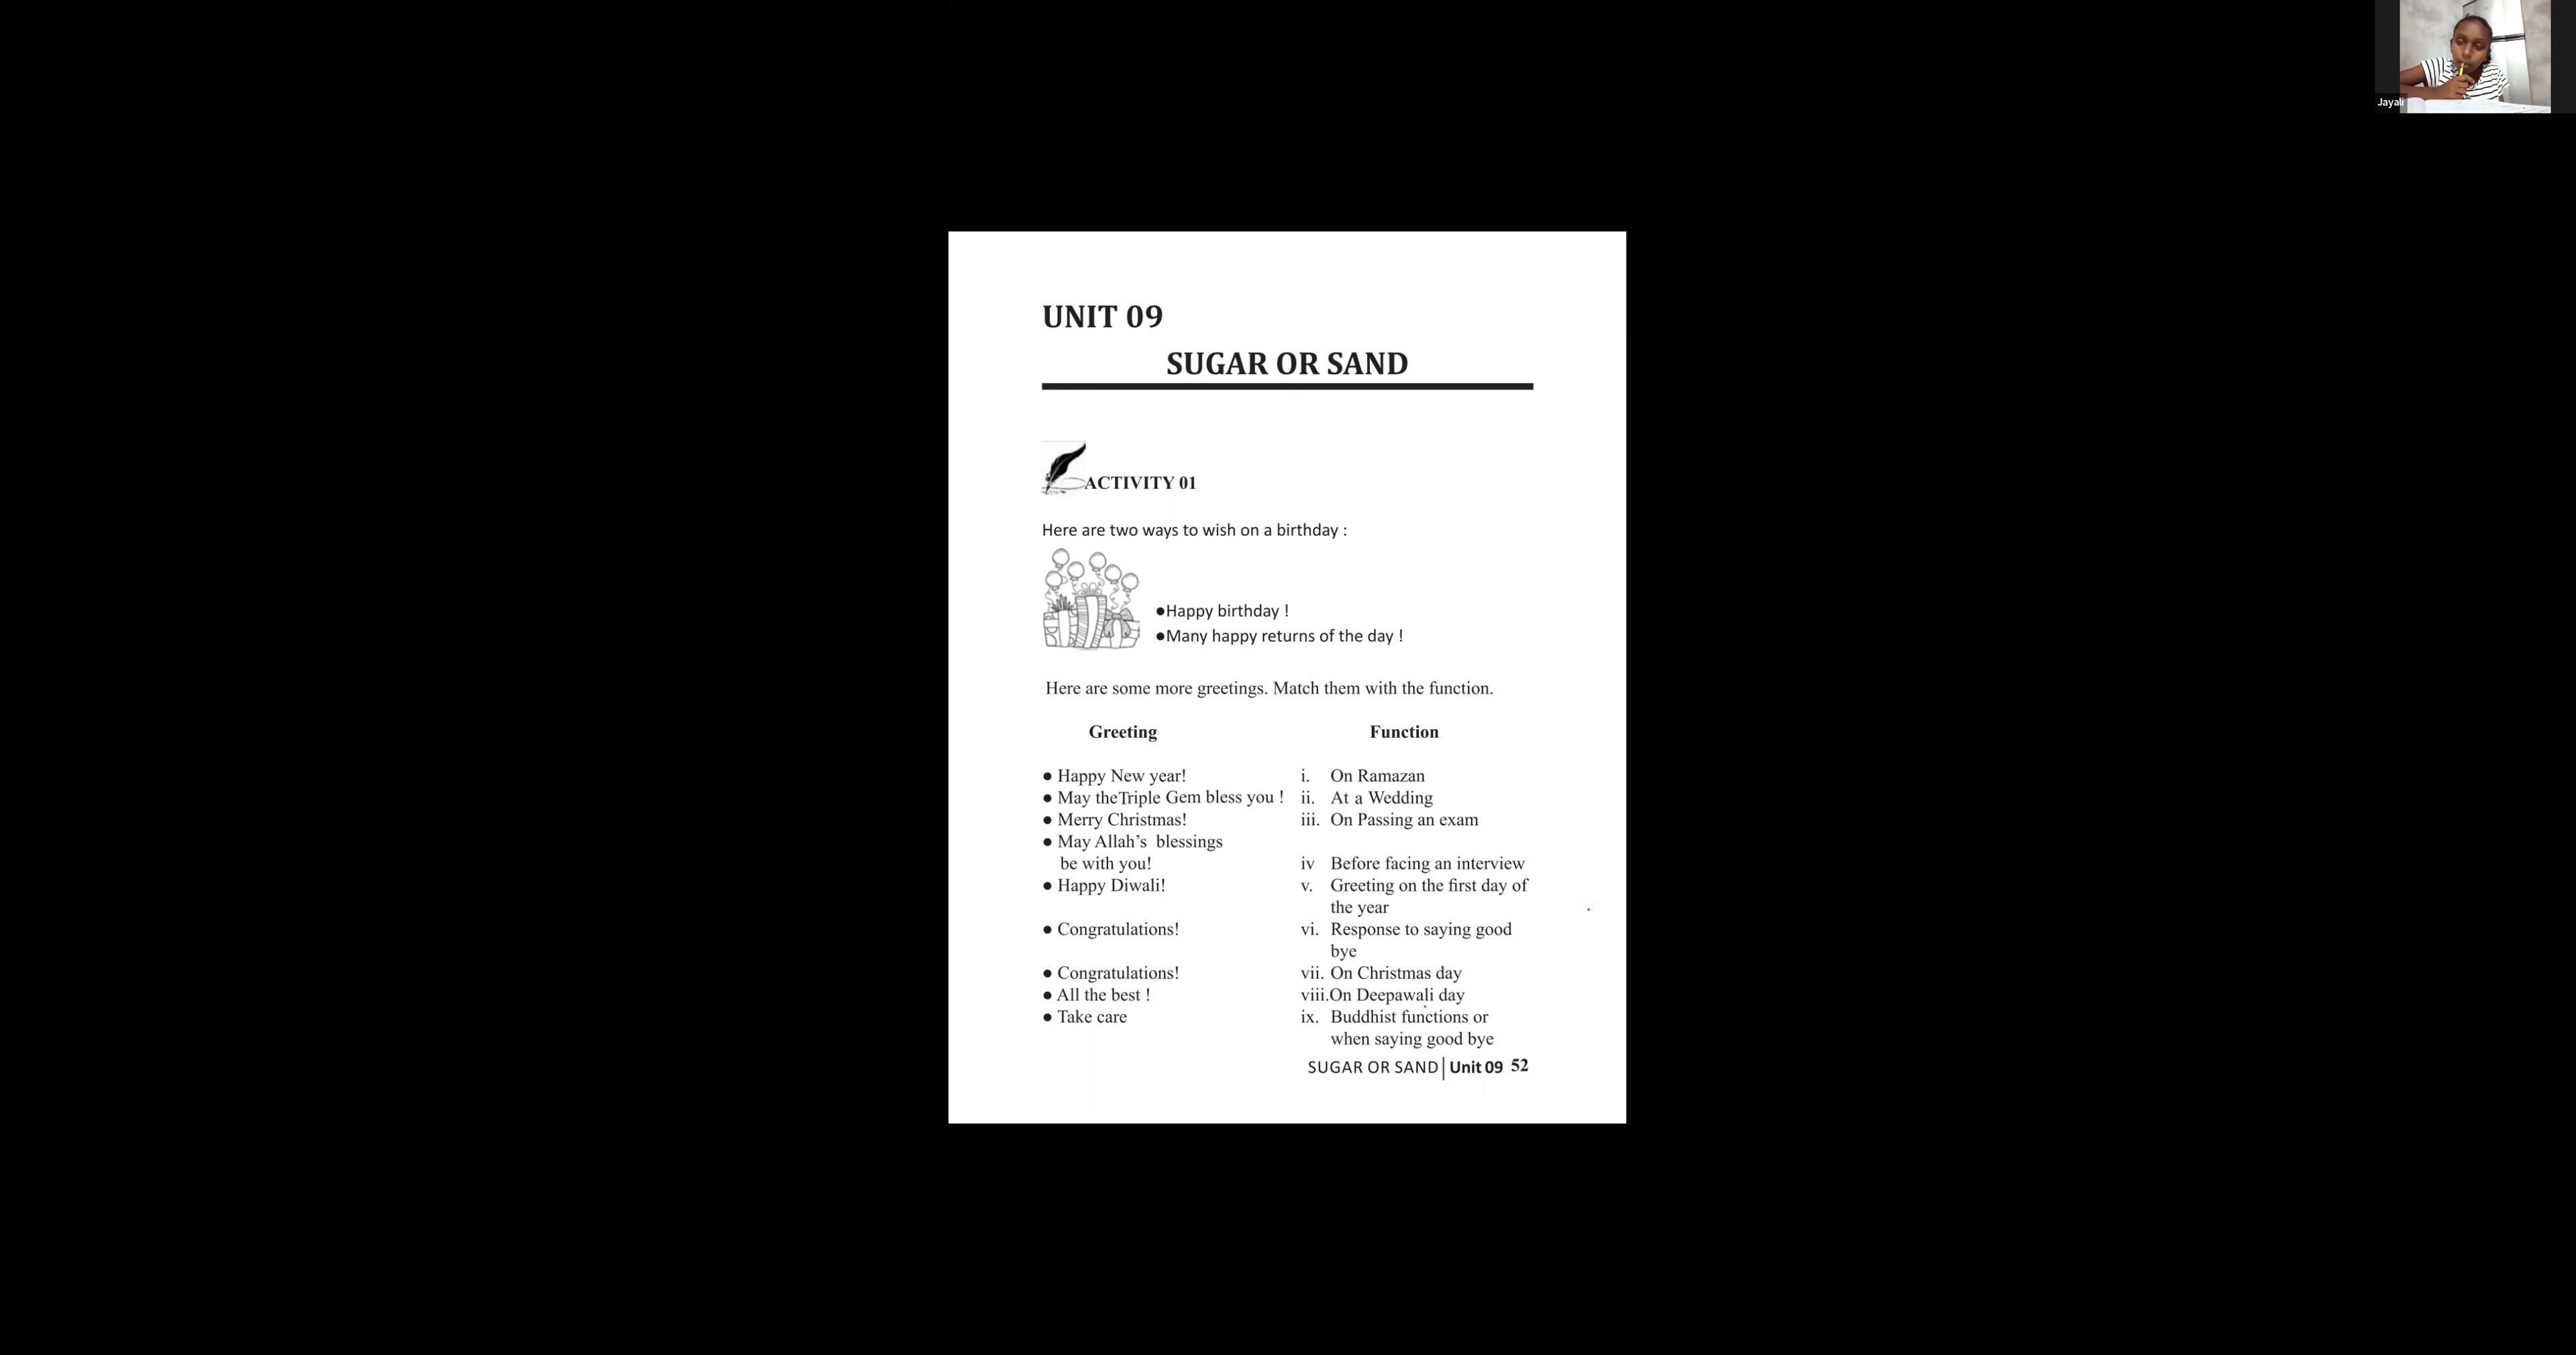 Jayali
UNIT 09
SUGAR OR SAND
ACTIVITY 01
Here are two ways to wish on a birthday :
●Happy birthday !
●Many happy returns of the day !
Here are some more greetings. Match them with the function.
Greeting Function
● Happy New year! i. On Ramazan
● May theTriple Gem bless you ! ii. At a Wedding
● Merry Christmas! iii. On Passing an exam
● May Allah’s blessings
be with you! iv Before facing an interview
● Happy Diwali! v. Greeting on the first day of
the year
● Congratulations! vi. Response to saying good
bye
● Congratulations! vii. On Christmas day
● All the best ! viii.On Deepawali day
● Take care ix. Buddhist functions or
when saying good bye
SUGAR OR SAND Unit 09 52